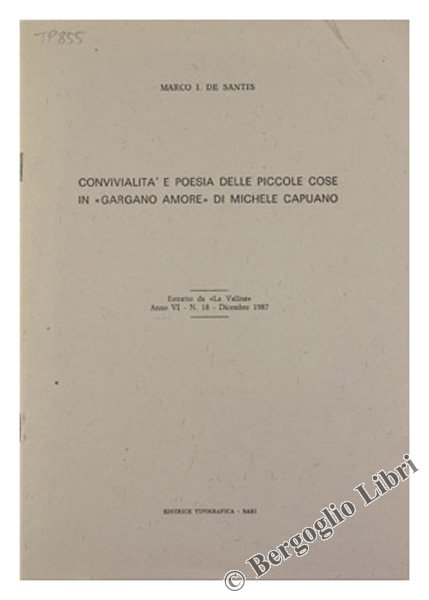 TP855
MARCO I. DE SANTIS
CONVIVIALITA' E POESIA DELLE PICCOLE COSE
IN «GARGANO AMORE» DI MICHELE CAPUANO
Estratto da «La Vallisa»
Anno VI - N. 18 - Dicembre 1987
EDITRICE TIPOGRAFICA - BARI
© Bergoglio Libri